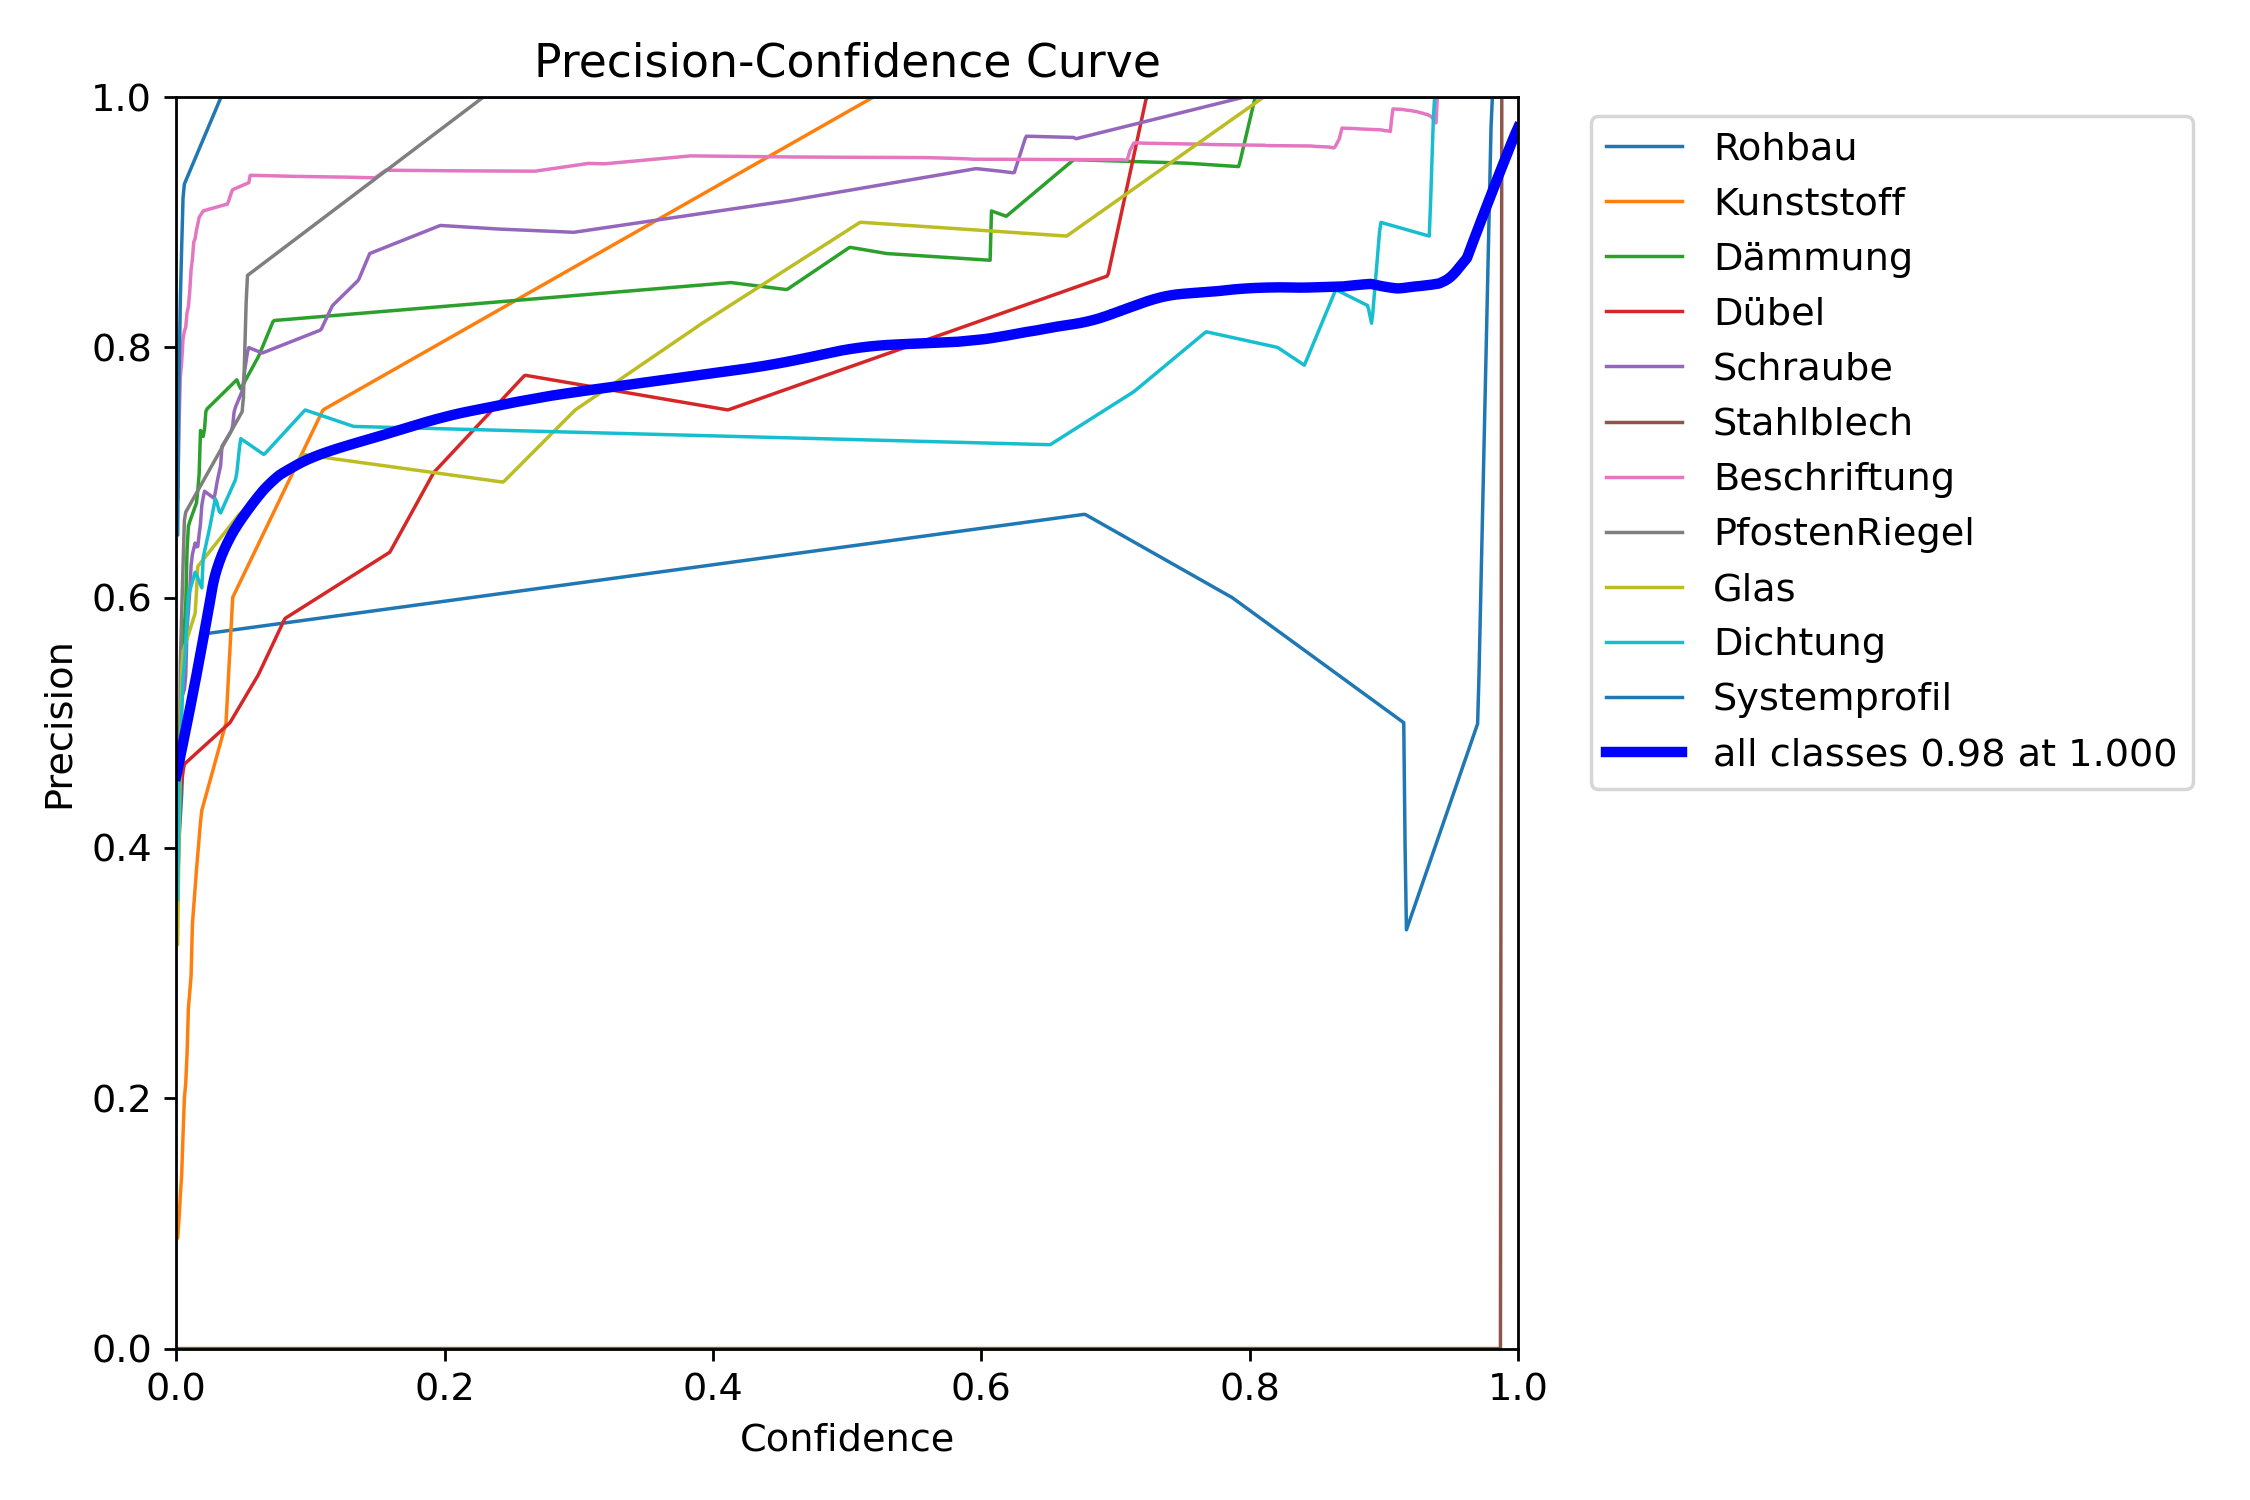 Precision-Confidence Curve
1.0
0.8
0.6
0.4
0.2
0.0
Precision
0.0 0.2 0.4 0.6 0.8 1.0
Confidence
Rohbau
Kunststoff
Dämmung
Dübel
Schraube
Stahlblech
Beschriftung
PfostenRiegel
Glas
Dichtung
Systemprofil
all classes 0.98 at 1.000